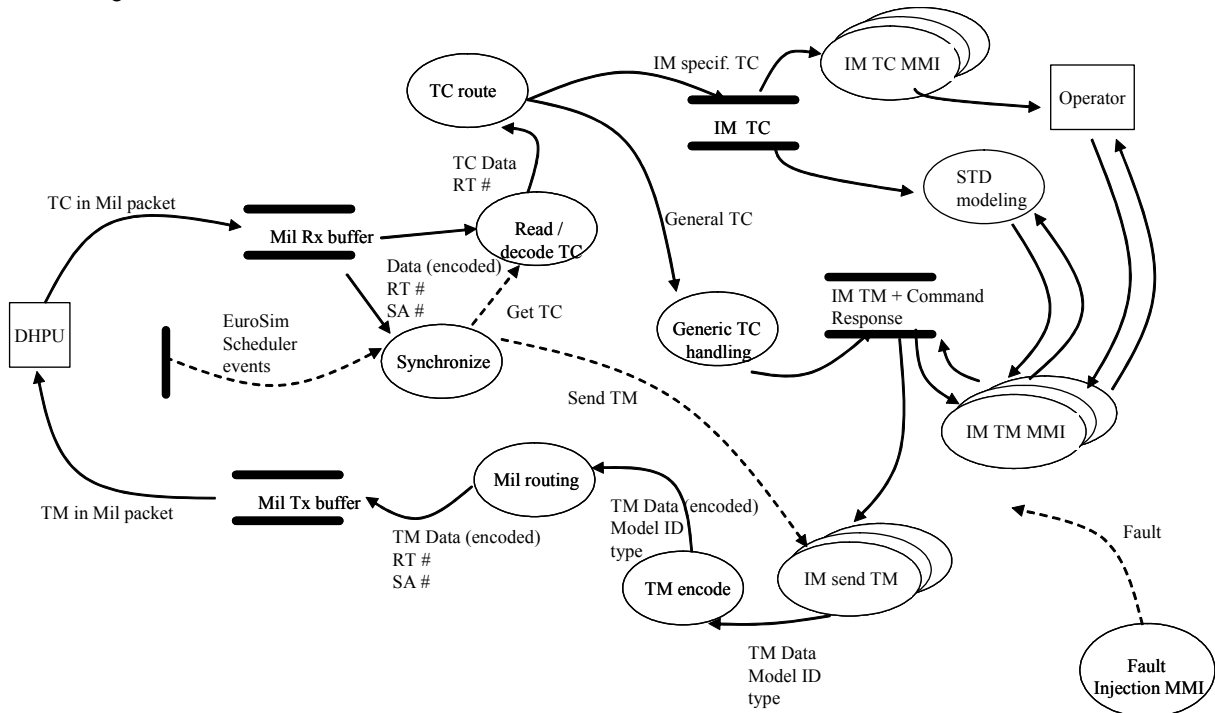 IM specif. TC
IM TC MMI
TC route
Operator
IM TC
TC Data
RT #
STD
modeling
TC in Mil packet
General TC
Mil Rx buffer
Read /
decode TC
Data (encoded)
RT #
SA #
IM TM + Command
Response
Get TC
EuroSim
Scheduler
events
DHPU
Generic TC
handling
Synchronize
Send TM
IM TM MMI
Mil routing
TM in Mil packet
Mil Tx buffer
TM Data (encoded)
Model ID
type
Fault
TM Data (encoded)
RT #
SA #
IM send TM
TM encode
TM Data
Model ID
type
Fault
Injection MMI